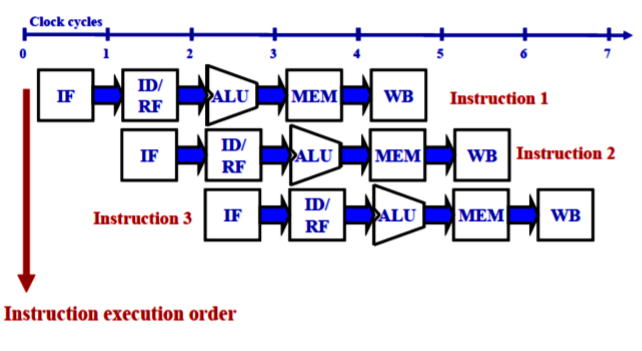 Clock cycles
0 1 2 3 4 5 6 7
IF ID/ RF ALU MEM WB Instruction 1
IF ID/ RF ALU MEM WB Instruction 2
Instruction 3 IF ID/ RF ALU MEM WB
Instruction execution order